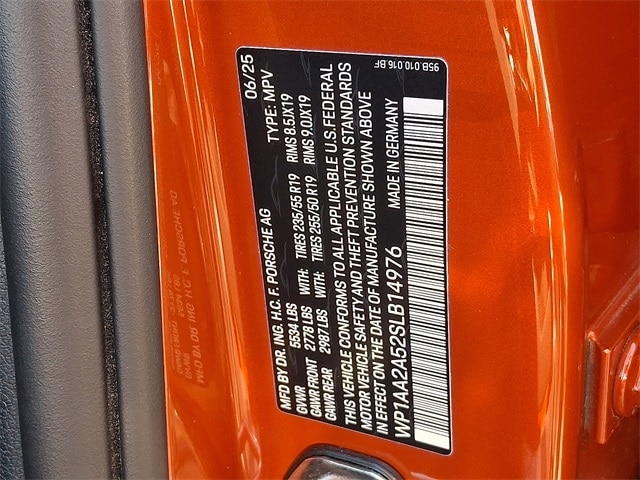 06/25
MFD BY DR. ING. H.C. F. PORSCHE AG TYPE: MPV
GVWR 5534 LBS
GAWR FRONT 2778 LBS WITH: TIRES 235/55 R19 RIMS 8.5JX19
GAWR REAR 2987 LBS WITH: TIRES 255/50 R19 RIMS 9.0JX19
THIS VEHICLE CONFORMS TO ALL APPLICABLE U.S.FEDERAL
MOTOR VEHICLE SAFETY AND THEFT PREVENTION STANDARDS
IN EFFECT ON DATE OF MANUFACTURE SHOWN ABOVE
WP1AA2A52SLB14976 MADE IN GERMANY
95B.010.016.BF